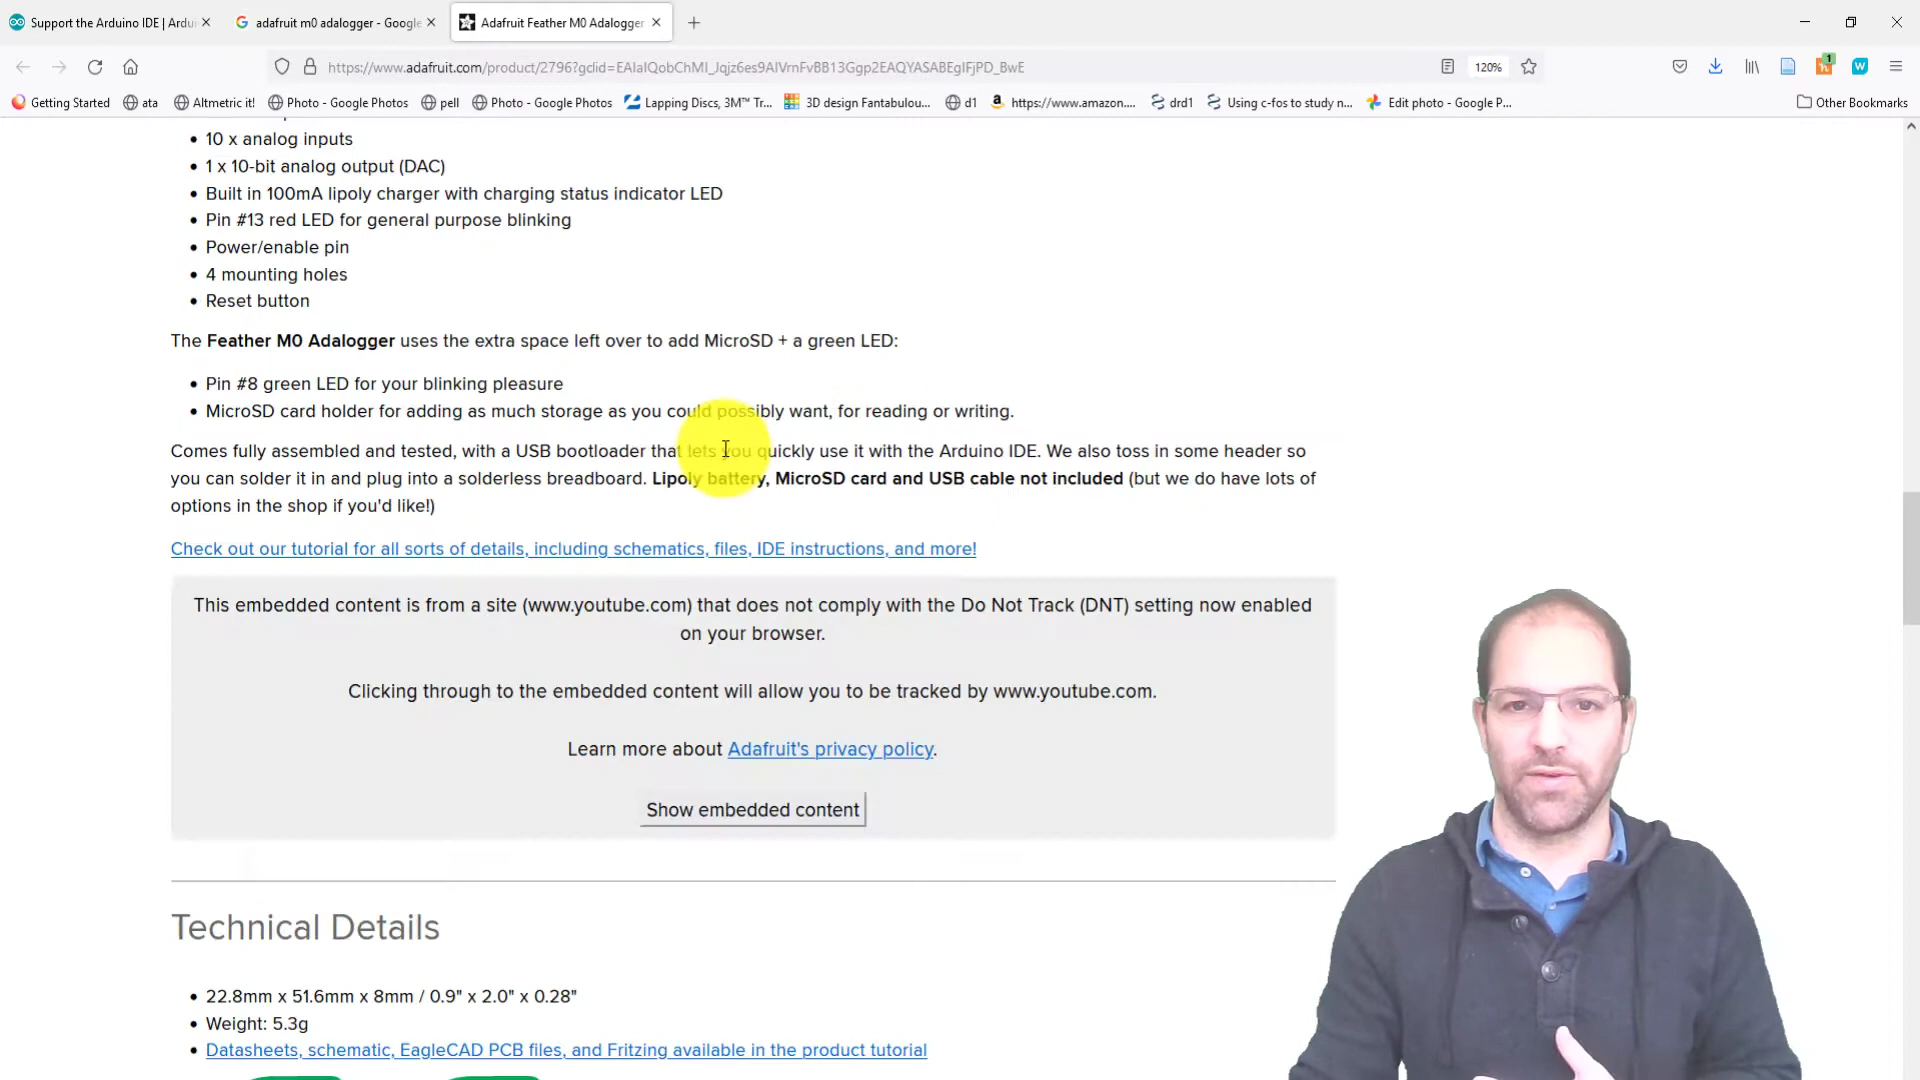 Support the Arduino IDE | Ardu
adafruit m0 adalogger - Google
Adafruit Feather M0 Adalogger
https://www.adafruit.com/product/2796?gclid=EAIaIQobChMI_Jqjz6es9AIVrnFvBB13Ggp2EAQYASABEgIFjPD_BwE
120%
1
Getting Started
ata
Altmetric it!
Photo - Google Photos
pell
Photo - Google Photos
Lapping Discs, 3M™ Tr...
3D design Fantabulou...
d1
https://www.amazon....
drd1
Using c-fos to study n...
Edit photo - Google P...
Other Bookmarks
10 x analog inputs
1 x 10-bit analog output (DAC)
Built in 100mA lipoly charger with charging status indicator LED
Pin #13 red LED for general purpose blinking
Power/enable pin
4 mounting holes
Reset button
The Feather M0 Adalogger uses the extra space left over to add MicroSD + a green LED:
Pin #8 green LED for your blinking pleasure
MicroSD card holder for adding as much storage as you could possibly want, for reading or writing.
Comes fully assembled and tested, with a USB bootloader that lets you quickly use it with the Arduino IDE. We also toss in some header so
you can solder it in and plug into a solderless breadboard. Lipoly battery, MicroSD card and USB cable not included (but we do have lots of
options in the shop if you'd like!)
Check out our tutorial for all sorts of details, including schematics, files, IDE instructions, and more!
This embedded content is from a site (www.youtube.com) that does not comply with the Do Not Track (DNT) setting now enabled
on your browser.
Clicking through to the embedded content will allow you to be tracked by www.youtube.com.
Learn more about Adafruit's privacy policy.
Show embedded content
Technical Details
22.8mm x 51.6mm x 8mm / 0.9" x 2.0" x 0.28"
Weight: 5.3g
Datasheets, schematic, EagleCAD PCB files, and Fritzing available in the product tutorial